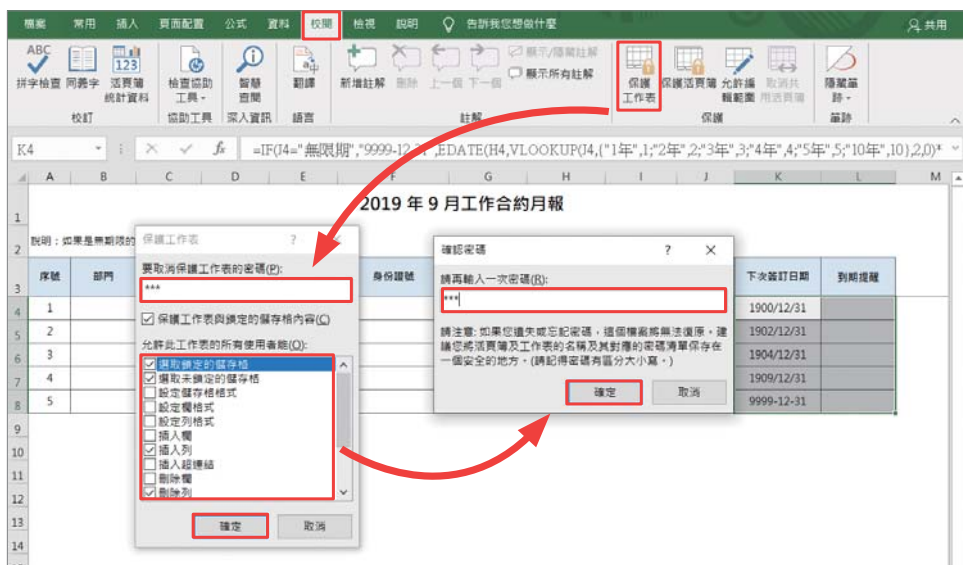 檔案 常用 插入 頁面配置 公式 資料 校閱 檢視 說明 告訴我您想做什麼 共用
ABC 123
拼字檢查 同義字 活頁簿統計資料 檢查協助工具 智慧查閱 翻譯 新增註解 刪除 上一個 下一個 顯示/隱藏註解 顯示所有註解 保護工作表 保護活頁簿 允許編輯範圍 取消共用活頁簿 隱藏筆跡
校訂 協助工具 深入資訊 語言 註解 保護 筆跡
K4 fx =IF(J4="無限期","9999-12-31",EDATE(H4,VLOOKUP(J4,{"1年",1;"2年",2;"3年",3;"4年",4;"5年",5;"10年",10},2,0)*
A B C D E F G H I J K L M
1 2019 年 9 月工作合約月報
2 說明：如果是無期限的
3 序號 部門 身份證號 下次簽訂日期 到期提醒
4 1 1900/12/31
5 2 1902/12/31
6 3 1904/12/31
7 4 1909/12/31
8 5 9999-12-31
9
10
11
12
13
14
保護工作表 ? ×
要取消保護工作表的密碼(P):
***
保護工作表與鎖定的儲存格內容(C)
允許此工作表的所有使用者能(O):
選取鎖定的儲存格
選取未鎖定的儲存格
設定儲存格格式
設定欄格式
設定列格式
插入欄
插入列
插入超連結
刪除欄
刪除列
確定 取消
確認密碼 ? ×
請再輸入一次密碼(R):
***
請注意: 如果您遺失或忘記密碼，這個檔案將無法復原。建
議您將活頁簿及工作表的名稱及其對應的密碼清單保存在
一個安全的地方。(請記得密碼有區分大小寫。)
確定 取消